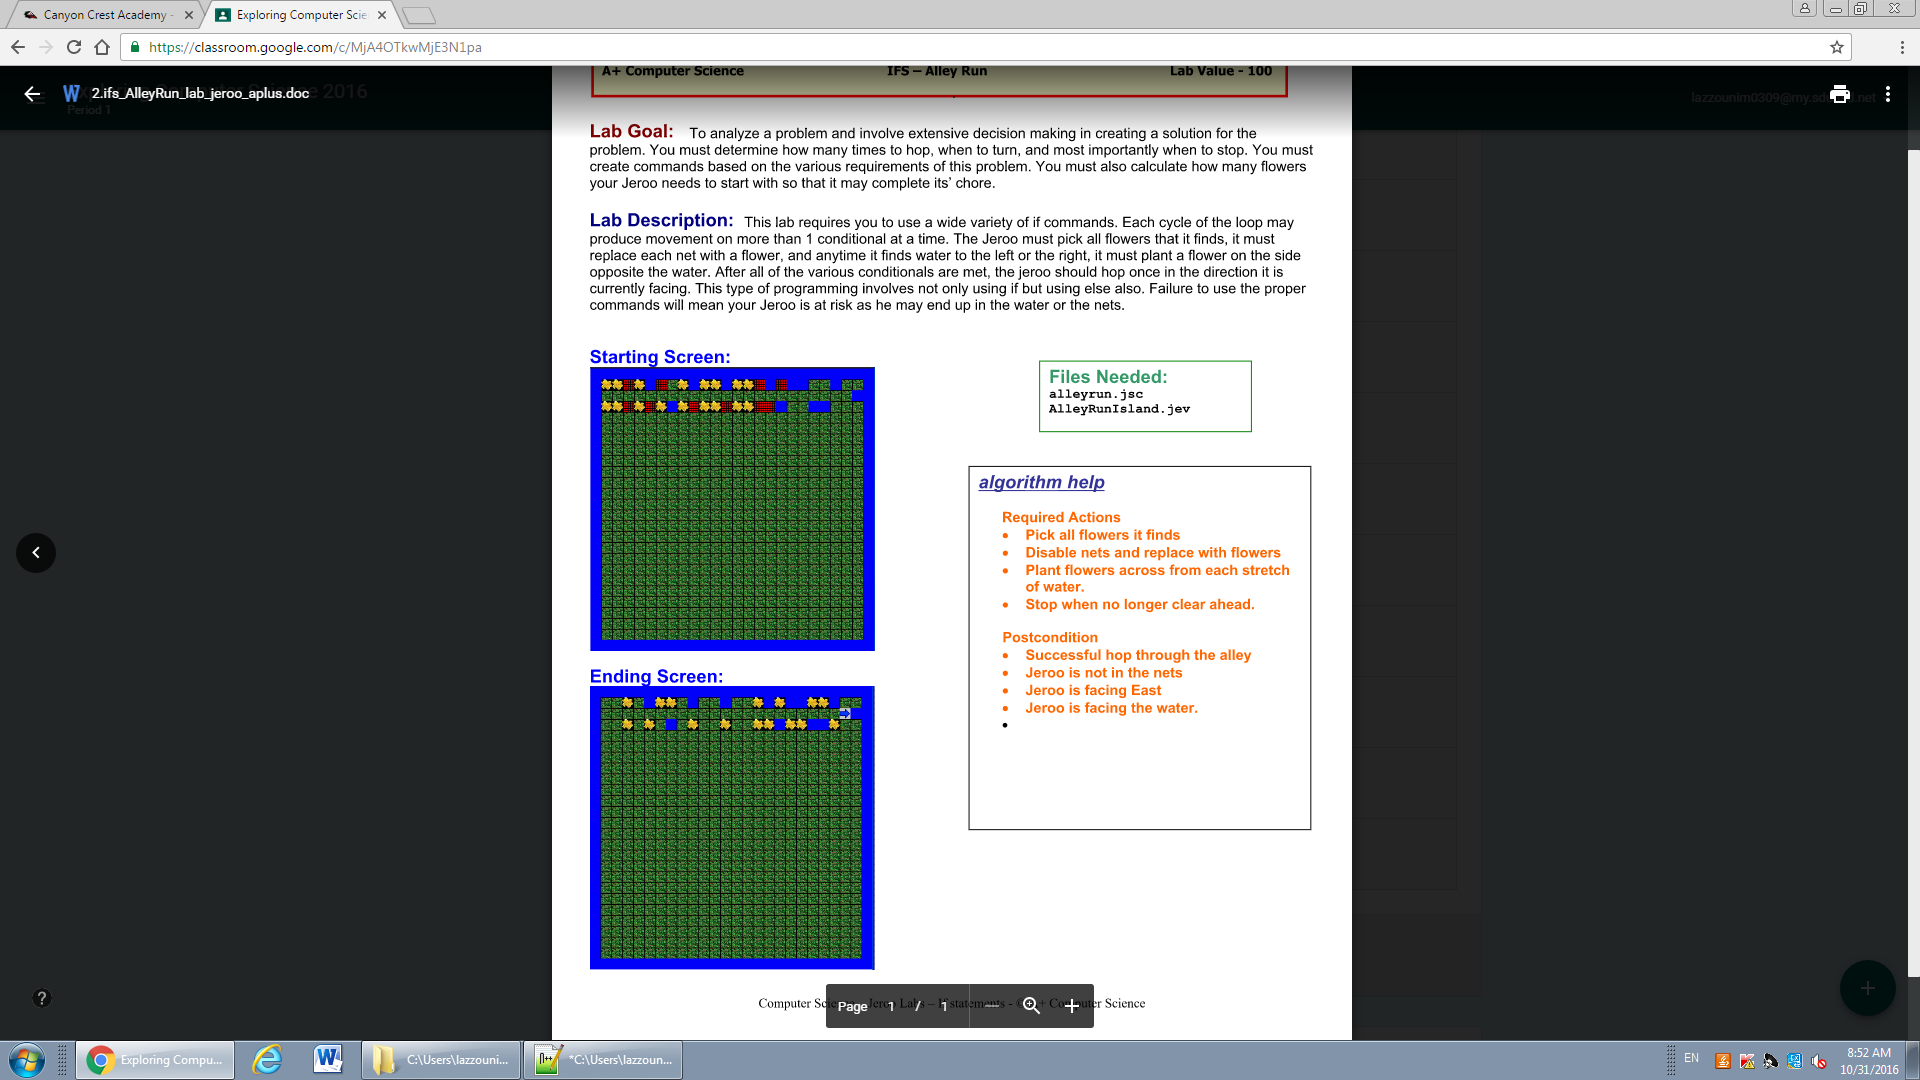 Canyon Crest Academy -
Exploring Computer Scie
https://classroom.google.com/c/MjA4OTkwMjE3N1pa
A+ Computer Science IFS – Alley Run Lab Value - 100
2.ifs_AlleyRun_lab_jeroo_aplus.doc
2016
Period 1
Lab Goal: To analyze a problem and involve extensive decision making in creating a solution for the
problem. You must determine how many times to hop, when to turn, and most importantly when to stop. You must
create commands based on the various requirements of this problem. You must also calculate how many flowers
your Jeroo needs to start with so that it may complete its’ chore.
Lab Description: This lab requires you to use a wide variety of if commands. Each cycle of the loop may
produce movement on more than 1 conditional at a time. The Jeroo must pick all flowers that it finds, it must
replace each net with a flower, and anytime it finds water to the left or the right, it must plant a flower on the side
opposite the water. After all of the various conditionals are met, the jeroo should hop once in the direction it is
currently facing. This type of programming involves not only using if but using else also. Failure to use the proper
commands will mean your Jeroo is at risk as he may end up in the water or the nets.
Starting Screen:
Files Needed:
alleyrun.jsc
AlleyRunIsland.jev
algorithm help
Required Actions
• Pick all flowers it finds
• Disable nets and replace with flowers
• Plant flowers across from each stretch
of water.
• Stop when no longer clear ahead.
Postcondition
• Successful hop through the alley
• Jeroo is not in the nets
• Jeroo is facing East
• Jeroo is facing the water.
•
Ending Screen:
Computer Scie Jeroo Labs – If statements - © A+ Computer Science
Page 1 / 1
?
Exploring Compu...
C:\Users\lazzouni...
*C:\Users\lazzoun...
EN
8:52 AM
10/31/2016